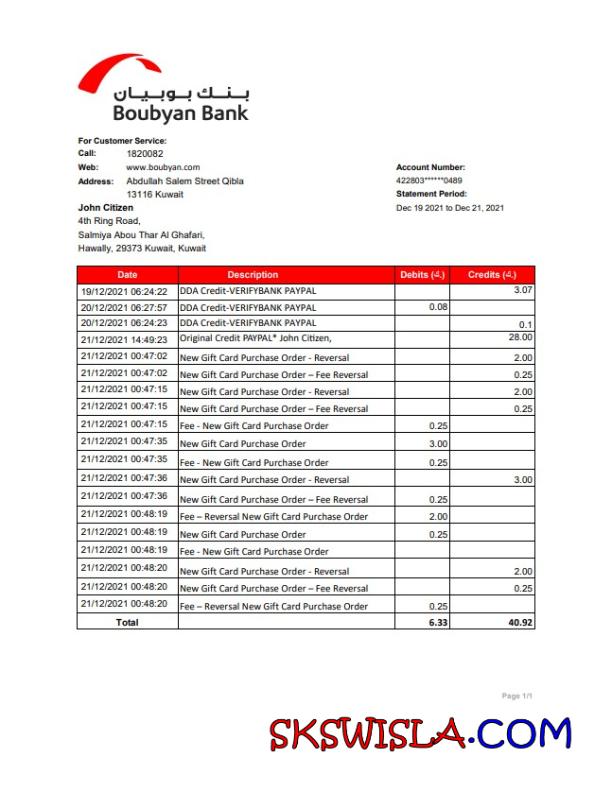 بنك بوبيان
Boubyan Bank
For Customer Service:
Call: 1820082
Web: www.boubyan.com
Address: Abdullah Salem Street Qibla
13116 Kuwait
Account Number:
422803******0489
Statement Period:
Dec 19 2021 to Dec 21, 2021
John Citizen
4th Ring Road,
Salmiya Abou Thar Al Ghafari,
Hawally, 29373 Kuwait, Kuwait
Date Description Debits (ك.) Credits (ك.)
19/12/2021 06:24:22 DDA Credit-VERIFYBANK PAYPAL 3.07
20/12/2021 06:27:57 DDA Credit-VERIFYBANK PAYPAL 0.08
20/12/2021 06:24:23 DDA Credit-VERIFYBANK PAYPAL 0.1
21/12/2021 14:49:23 Original Credit PAYPAL* John Citizen, 28.00
21/12/2021 00:47:02 New Gift Card Purchase Order - Reversal 2.00
21/12/2021 00:47:02 New Gift Card Purchase Order – Fee Reversal 0.25
21/12/2021 00:47:15 New Gift Card Purchase Order - Reversal 2.00
21/12/2021 00:47:15 New Gift Card Purchase Order – Fee Reversal 0.25
21/12/2021 00:47:15 Fee - New Gift Card Purchase Order 0.25
21/12/2021 00:47:35 New Gift Card Purchase Order 3.00
21/12/2021 00:47:35 Fee - New Gift Card Purchase Order 0.25
21/12/2021 00:47:36 New Gift Card Purchase Order - Reversal 3.00
21/12/2021 00:47:36 New Gift Card Purchase Order – Fee Reversal 0.25
21/12/2021 00:48:19 Fee – Reversal New Gift Card Purchase Order 2.00
21/12/2021 00:48:19 New Gift Card Purchase Order 0.25
21/12/2021 00:48:19 Fee - New Gift Card Purchase Order
21/12/2021 00:48:20 New Gift Card Purchase Order - Reversal 2.00
21/12/2021 00:48:20 New Gift Card Purchase Order – Fee Reversal 0.25
21/12/2021 00:48:20 Fee – Reversal New Gift Card Purchase Order 0.25
Total 6.33 40.92
Page 1/1
SKSWISLA.COM